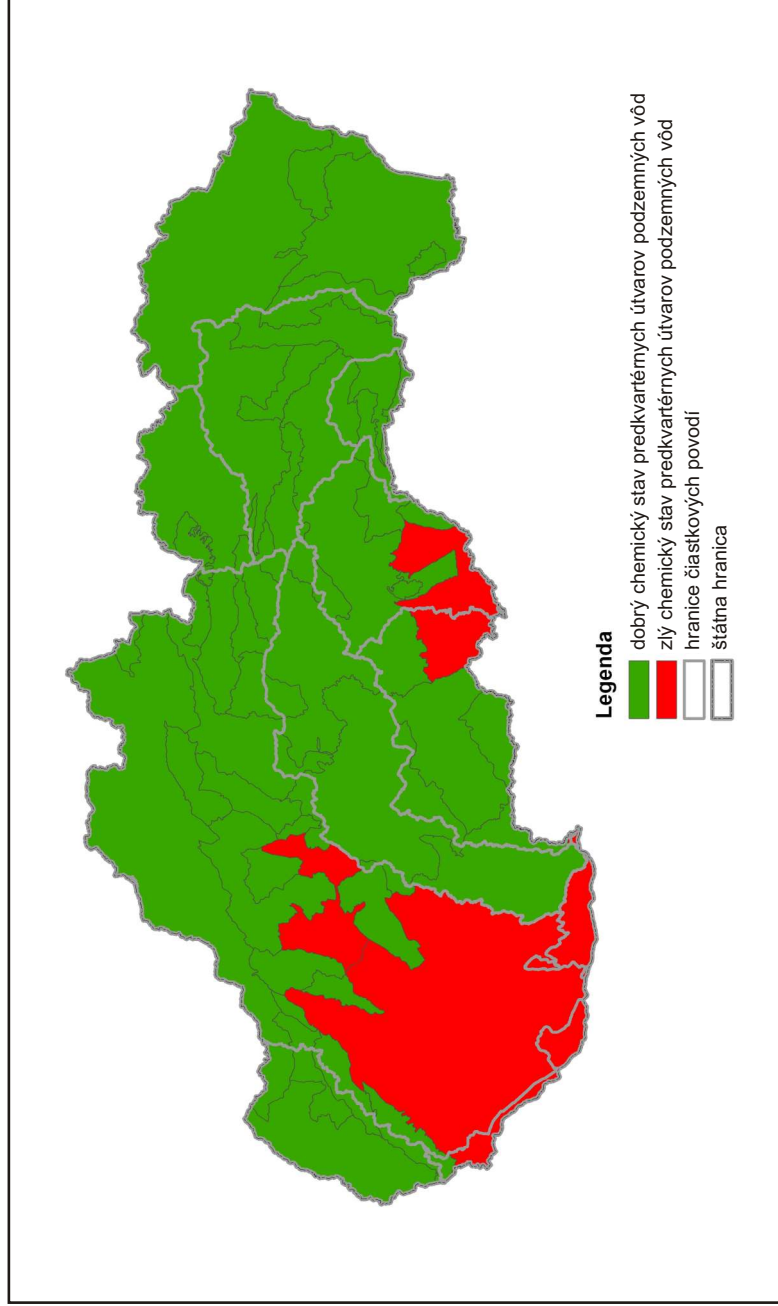 Legenda
dobrý chemický stav predkvartérnych útvarov podzemných vôd
zlý chemický stav predkvartérnych útvarov podzemných vôd
hranice čiastkových povodí
štátna hranica